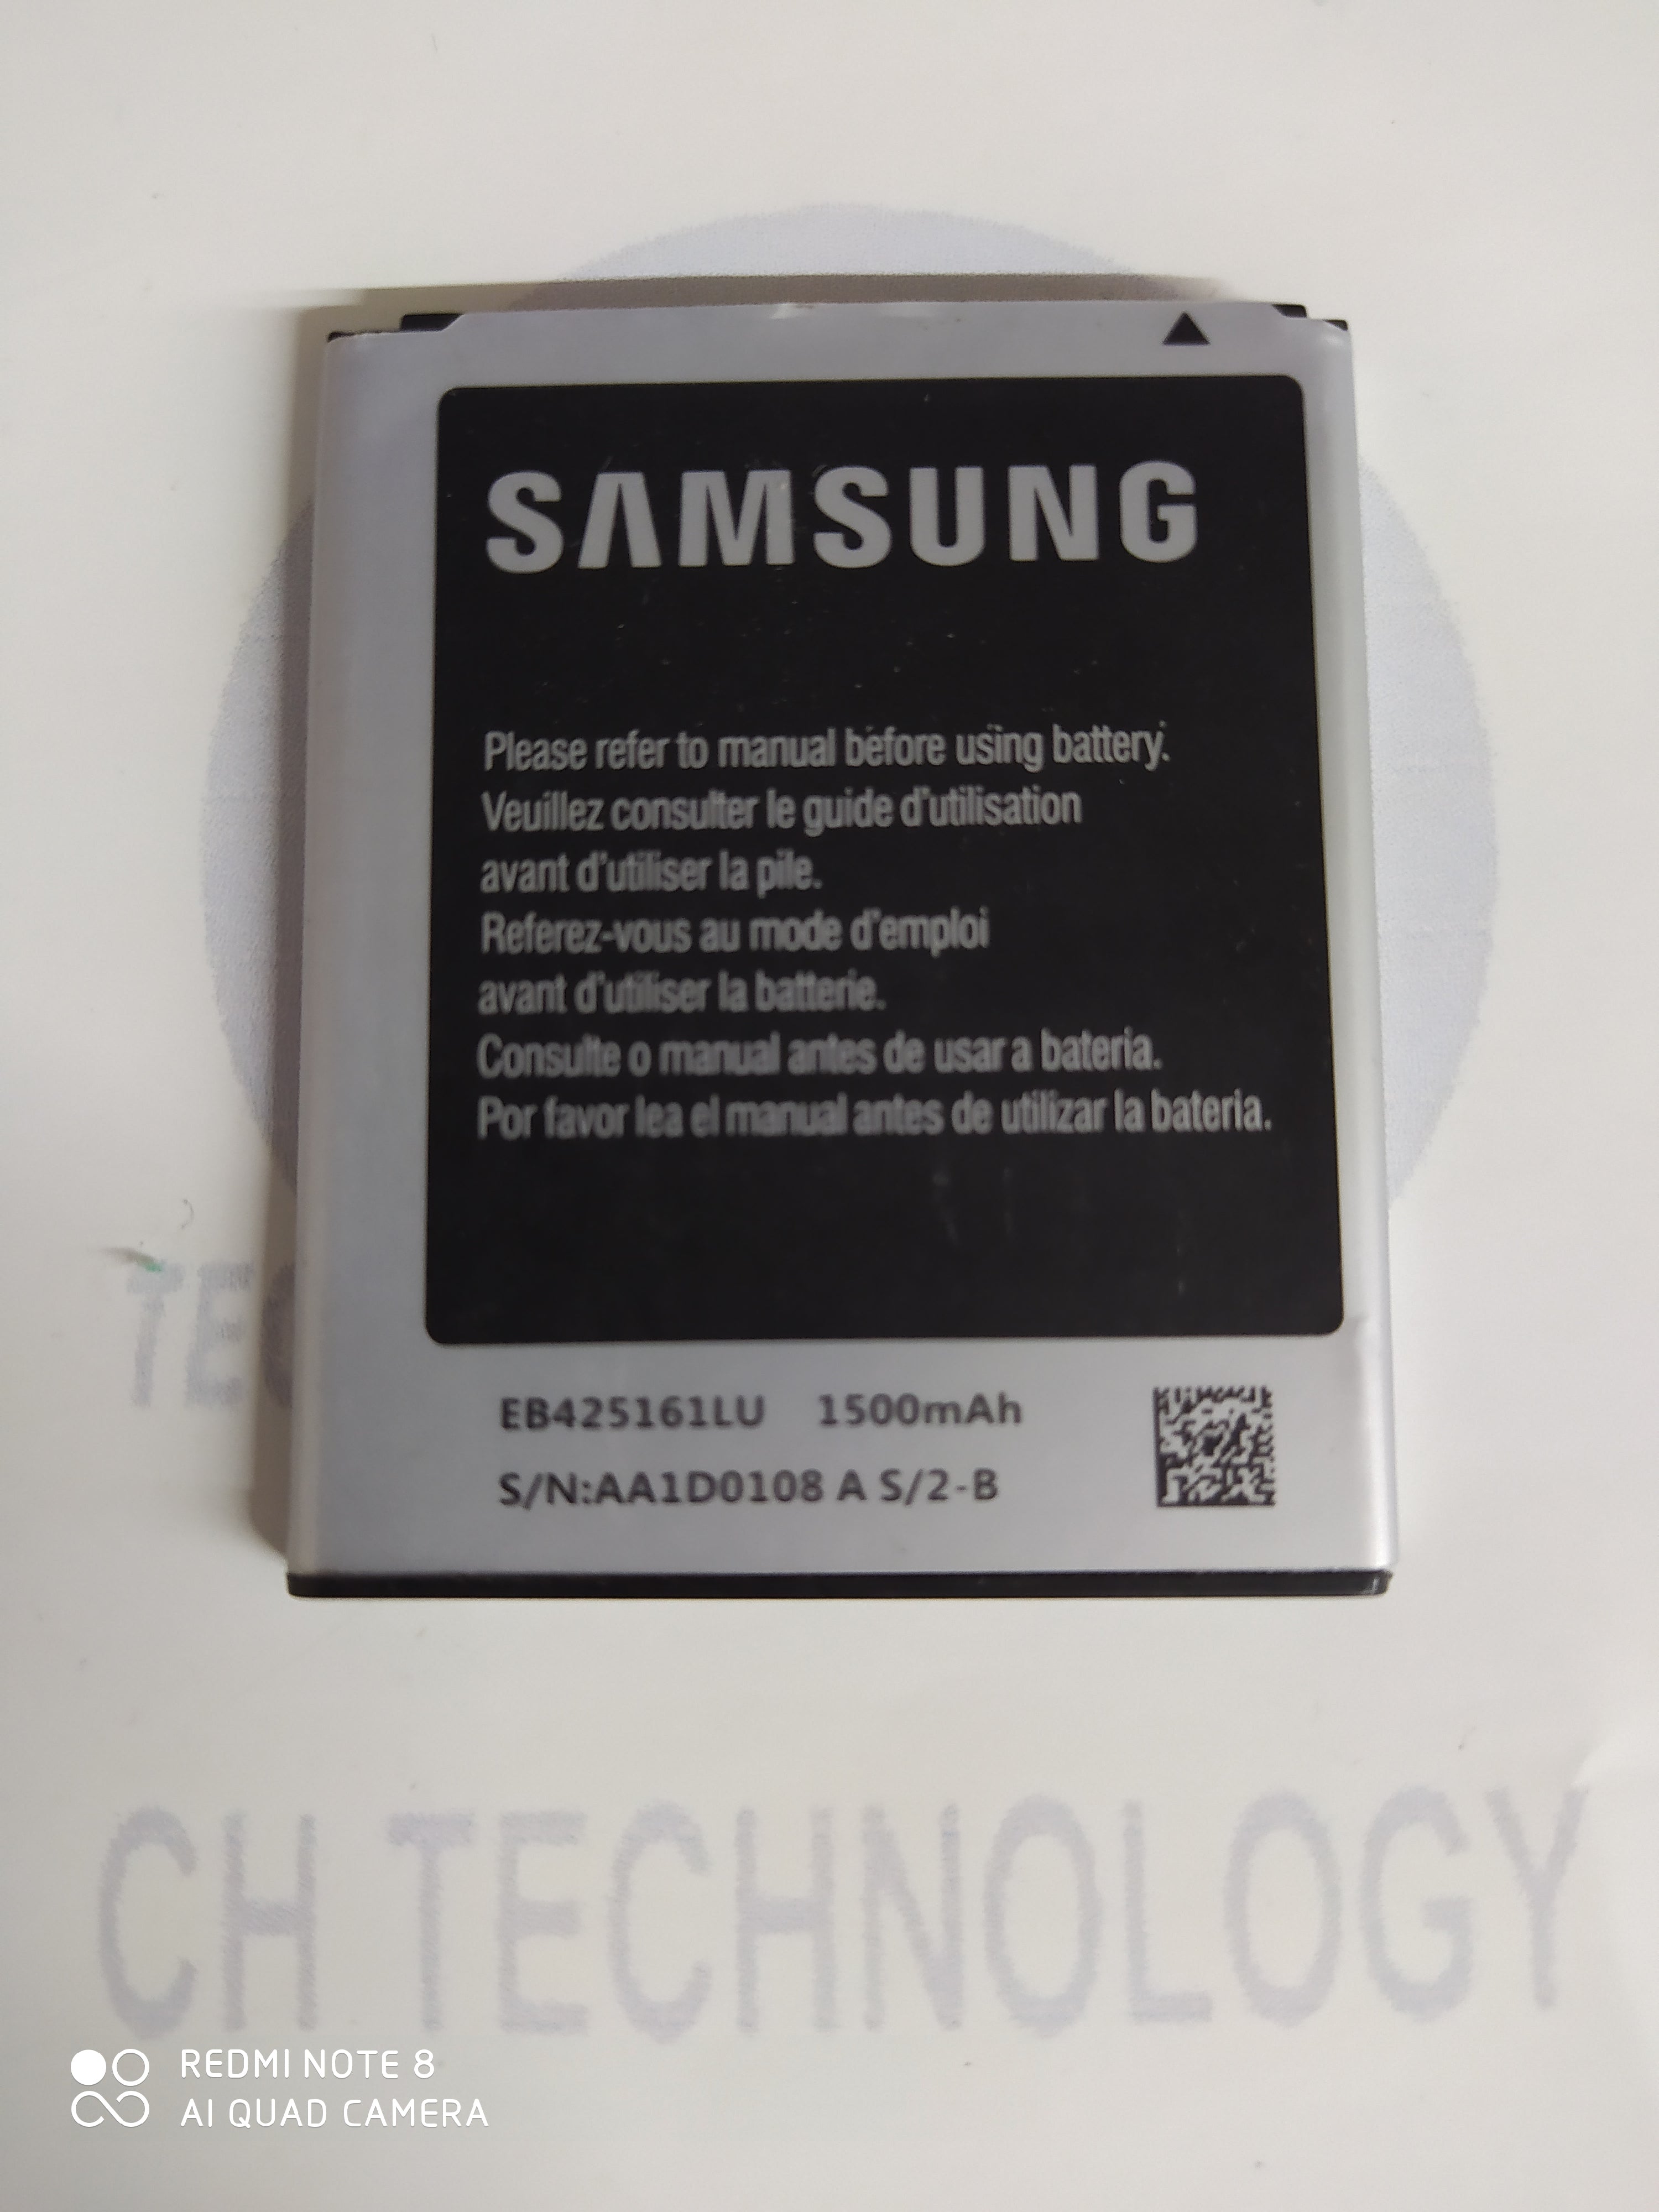 SAMSUNG
Please refer to manual before using battery.
Veuillez consulter le guide d'utilisation
avant d'utiliser la pile.
Referez-vous au mode d'emploi
avant d'utiliser la batterie.
Consulte o manual antes de usar a bateria.
Por favor lea el manual antes de utilizar la bateria.
EB425161LU 1500mAh
S/N:AA1D0108 A S/2-B
CH TECHNOLOGY
REDMI NOTE 8
AI QUAD CAMERA